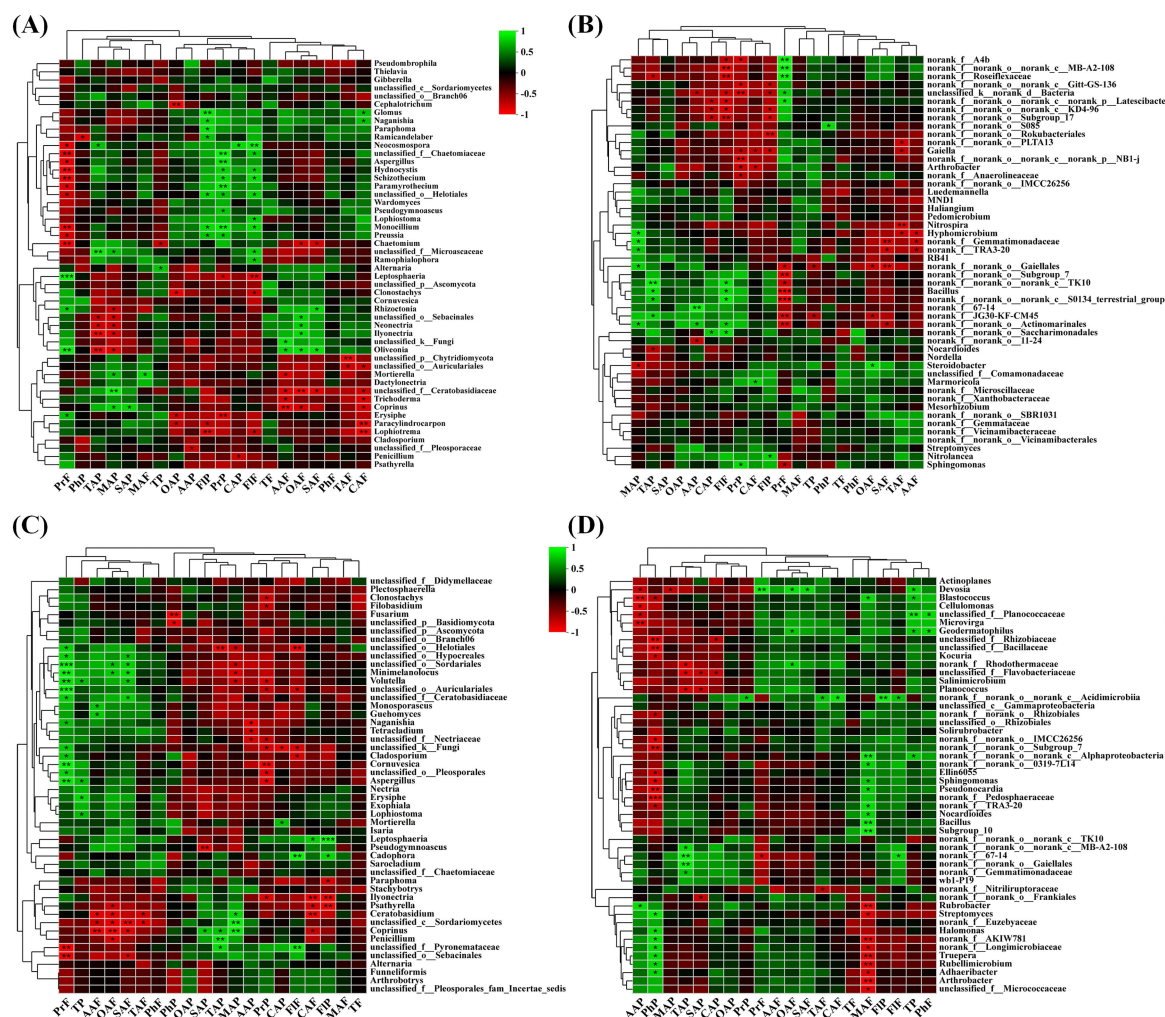 (A)
Pseudombrophila
Thielavia
Gibberella
unclassified_c__Sordariomycetes
unclassified_o__Branch06
Cephalotrichum
Glomus
Naganishia
Paraphoma
Ramicandelaber
Neocosmospora
unclassified_f__Chaetomiaceae
Aspergillus
Hydnocystis
Schizothecium
Paramyrothecium
unclassified_o__Helotiales
Wardomyces
Pseudogymnoascus
Lophiostoma
Monocillium
Preussia
Chaetomium
unclassified_f__Microascaceae
Ramophialophora
Alternaria
Leptosphaeria
unclassified_p__Ascomycota
Clonostachys
Cornuvesica
Rhizoctonia
unclassified_o__Sebacinales
Neonectria
Ilyonectria
unclassified_k__Fungi
Oliveonia
unclassified_p__Chytridiomycota
unclassified_o__Auriculariales
Mortierella
Dactylonectria
unclassified_f__Ceratobasidiaceae
Trichoderma
Coprinus
Erysiphe
Paracylindrocarpon
Lophiotrema
Cladosporium
unclassified_f__Pleosporaceae
Penicillium
Psathyrella
PrF PhP TAP MAP SAP MAF TP OAP AAP FlP PrP CAP FlF TF AAF OAF SAF PhF TAF CAF
1
0.5
0
-0.5
-1
(B)
norank_f__A4b
norank_f__norank_o__norank_c__MB-A2-108
norank_f__Roseiflexaceae
norank_f__norank_o__norank_c__Gitt-GS-136
unclassified_k__norank_d__Bacteria
norank_f__norank_o__norank_c__norank_p__Latescibacte
norank_f__norank_o__norank_c__KD4-96
norank_f__norank_o__Subgroup_17
norank_f__norank_o__S085
norank_f__norank_o__Rokubacteriales
norank_f__norank_o__PLTA13
Gaiella
norank_f__norank_o__norank_c__norank_p__NB1-j
Arthrobacter
norank_f__Anaerolineaceae
norank_f__norank_o__IMCC26256
Luedemannella
MND1
Haliangium
Pedomicrobium
Nitrospira
Hyphomicrobium
norank_f__Gemmatimonadaceae
norank_f__TRA3-20
RB41
norank_f__norank_o__Gaiellales
norank_f__norank_o__Subgroup_7
norank_f__norank_o__norank_c__TK10
Bacillus
norank_f__norank_o__norank_c__S0134_terrestrial_group
norank_f__67-14
norank_f__JG30-KF-CM45
norank_f__norank_o__Actinomarinales
norank_f__norank_o__Saccharimonadales
norank_f__norank_o__11-24
Nocardioides
Nordella
Steroidobacter
unclassified_f__Comamonadaceae
Marmoricola
norank_f__Microscillaceae
norank_f__Xanthobacteraceae
Mesorhizobium
norank_f__norank_o__SBR1031
norank_f__Gemmataceae
norank_f__Vicinamibacteraceae
norank_f__norank_o__Vicinamibacterales
Streptomyces
Nitrolancea
Sphingomonas
MAP TAP SAP OAP AAP CAP FlF PrP CAF FlP PrF MAF TP PhP TF PhF OAF SAF TAF AAF
(C)
unclassified_f__Didymellaceae
Plectosphaerella
Clonostachys
Filobasidium
Fusarium
unclassified_p__Basidiomycota
unclassified_p__Ascomycota
unclassified_o__Branch06
unclassified_o__Helotiales
unclassified_o__Hypocreales
unclassified_o__Sordariales
Minimelanolocus
Volutella
unclassified_o__Auriculariales
unclassified_f__Ceratobasidiaceae
Monosporascus
Guehomyces
Naganishia
Tetracladium
unclassified_f__Nectriaceae
unclassified_k__Fungi
Cladosporium
Cornuvesica
unclassified_o__Pleosporales
Aspergillus
Nectria
Erysiphe
Exophiala
Lophiostoma
Mortierella
Isaria
Leptosphaeria
Pseudogymnoascus
Cadophora
Sarocladium
unclassified_f__Chaetomiaceae
Paraphoma
Stachybotrys
Ilyonectria
Psathyrella
Ceratobasidium
unclassified_c__Sordariomycetes
Coprinus
Penicillium
unclassified_f__Pyronemataceae
unclassified_o__Sebacinales
Alternaria
Funneliformis
Arthrobotrys
unclassified_f__Pleosporales_fam_Incertae_sedis
PrF TP AAF OAF SAF TAF PhF PhP OAP SAP TAP MAP AAP PrP CAP FlF CAF FlP MAF TF
1
0.5
0
-0.5
-1
(D)
Actinoplanes
Devosia
Blastococcus
Cellulomonas
unclassified_f__Planococcaceae
Microvirga
Geodermatophilus
unclassified_f__Rhizobiaceae
unclassified_f__Bacillaceae
Kocuria
norank_f__Rhodothermaceae
unclassified_f__Flavobacteriaceae
Salinimicrobium
Planococcus
norank_f__norank_o__norank_c__Acidimicrobiia
unclassified_c__Gammaproteobacteria
norank_f__norank_o__Rhizobiales
unclassified_o__Rhizobiales
Solirubrobacter
norank_f__norank_o__IMCC26256
norank_f__norank_o__Subgroup_7
norank_f__norank_o__norank_c__Alphaproteobacteria
norank_f__norank_o__0319-7L14
Ellin6055
Sphingomonas
Pseudonocardia
norank_f__Pedosphaeraceae
norank_f__TRA3-20
Nocardioides
Bacillus
Subgroup_10
norank_f__norank_o__norank_c__TK10
norank_f__norank_o__norank_c__MB-A2-108
norank_f__67-14
norank_f__norank_o__Gaiellales
norank_f__Gemmatimonadaceae
wb1-P19
norank_f__Nitriliruptoraceae
norank_f__norank_o__Frankiales
Rubrobacter
Streptomyces
norank_f__Euzebyaceae
Halomonas
norank_f__AKIW781
norank_f__Longimicrobiaceae
Truepera
Rubellimicrobium
Adhaeribacter
Arthrobacter
unclassified_f__Micrococcaceae
AAP PhP MAP TAP SAP CAP OAP PrP PrF AAF OAF SAF TAF CAF TF MAF FlP FlF TP PhF